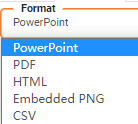 Format
PowerPoint
PowerPoint
PDF
HTML
Embedded PNG
CSV